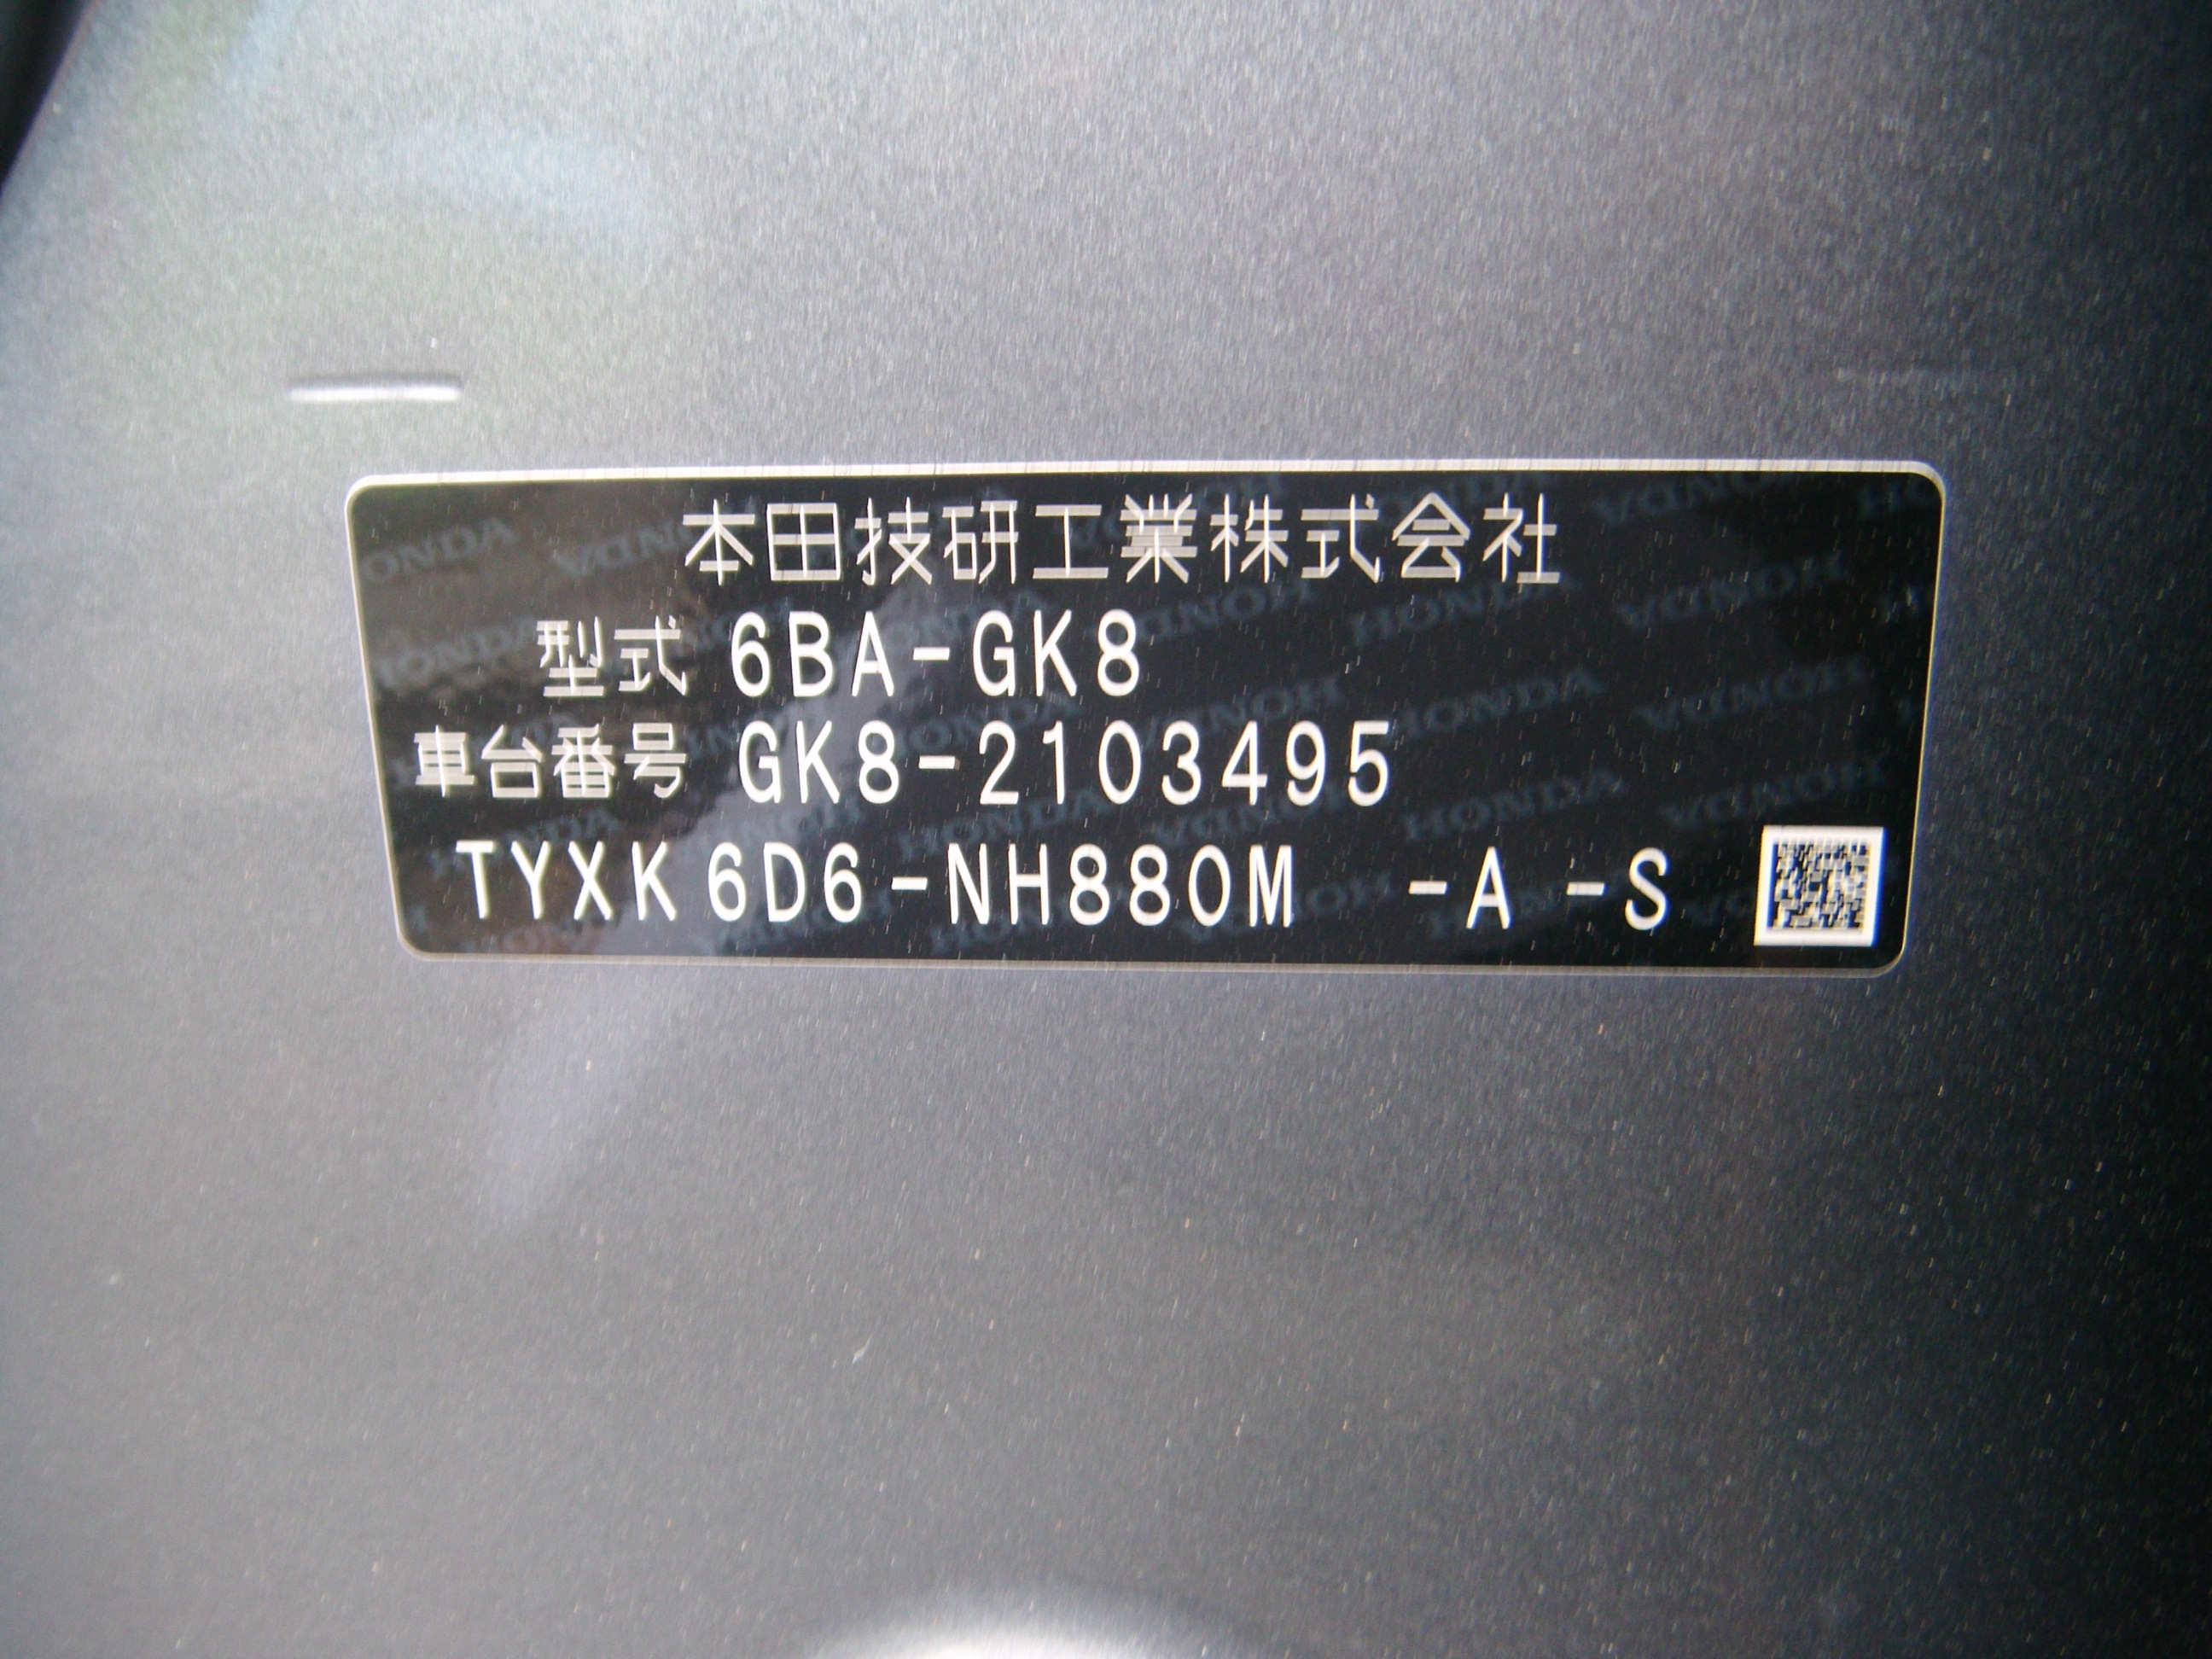 本田技研工業株式会社
型式 6BA-GK8
車台番号 GK8-2103495
TYXK6D6-NH880M -A -S